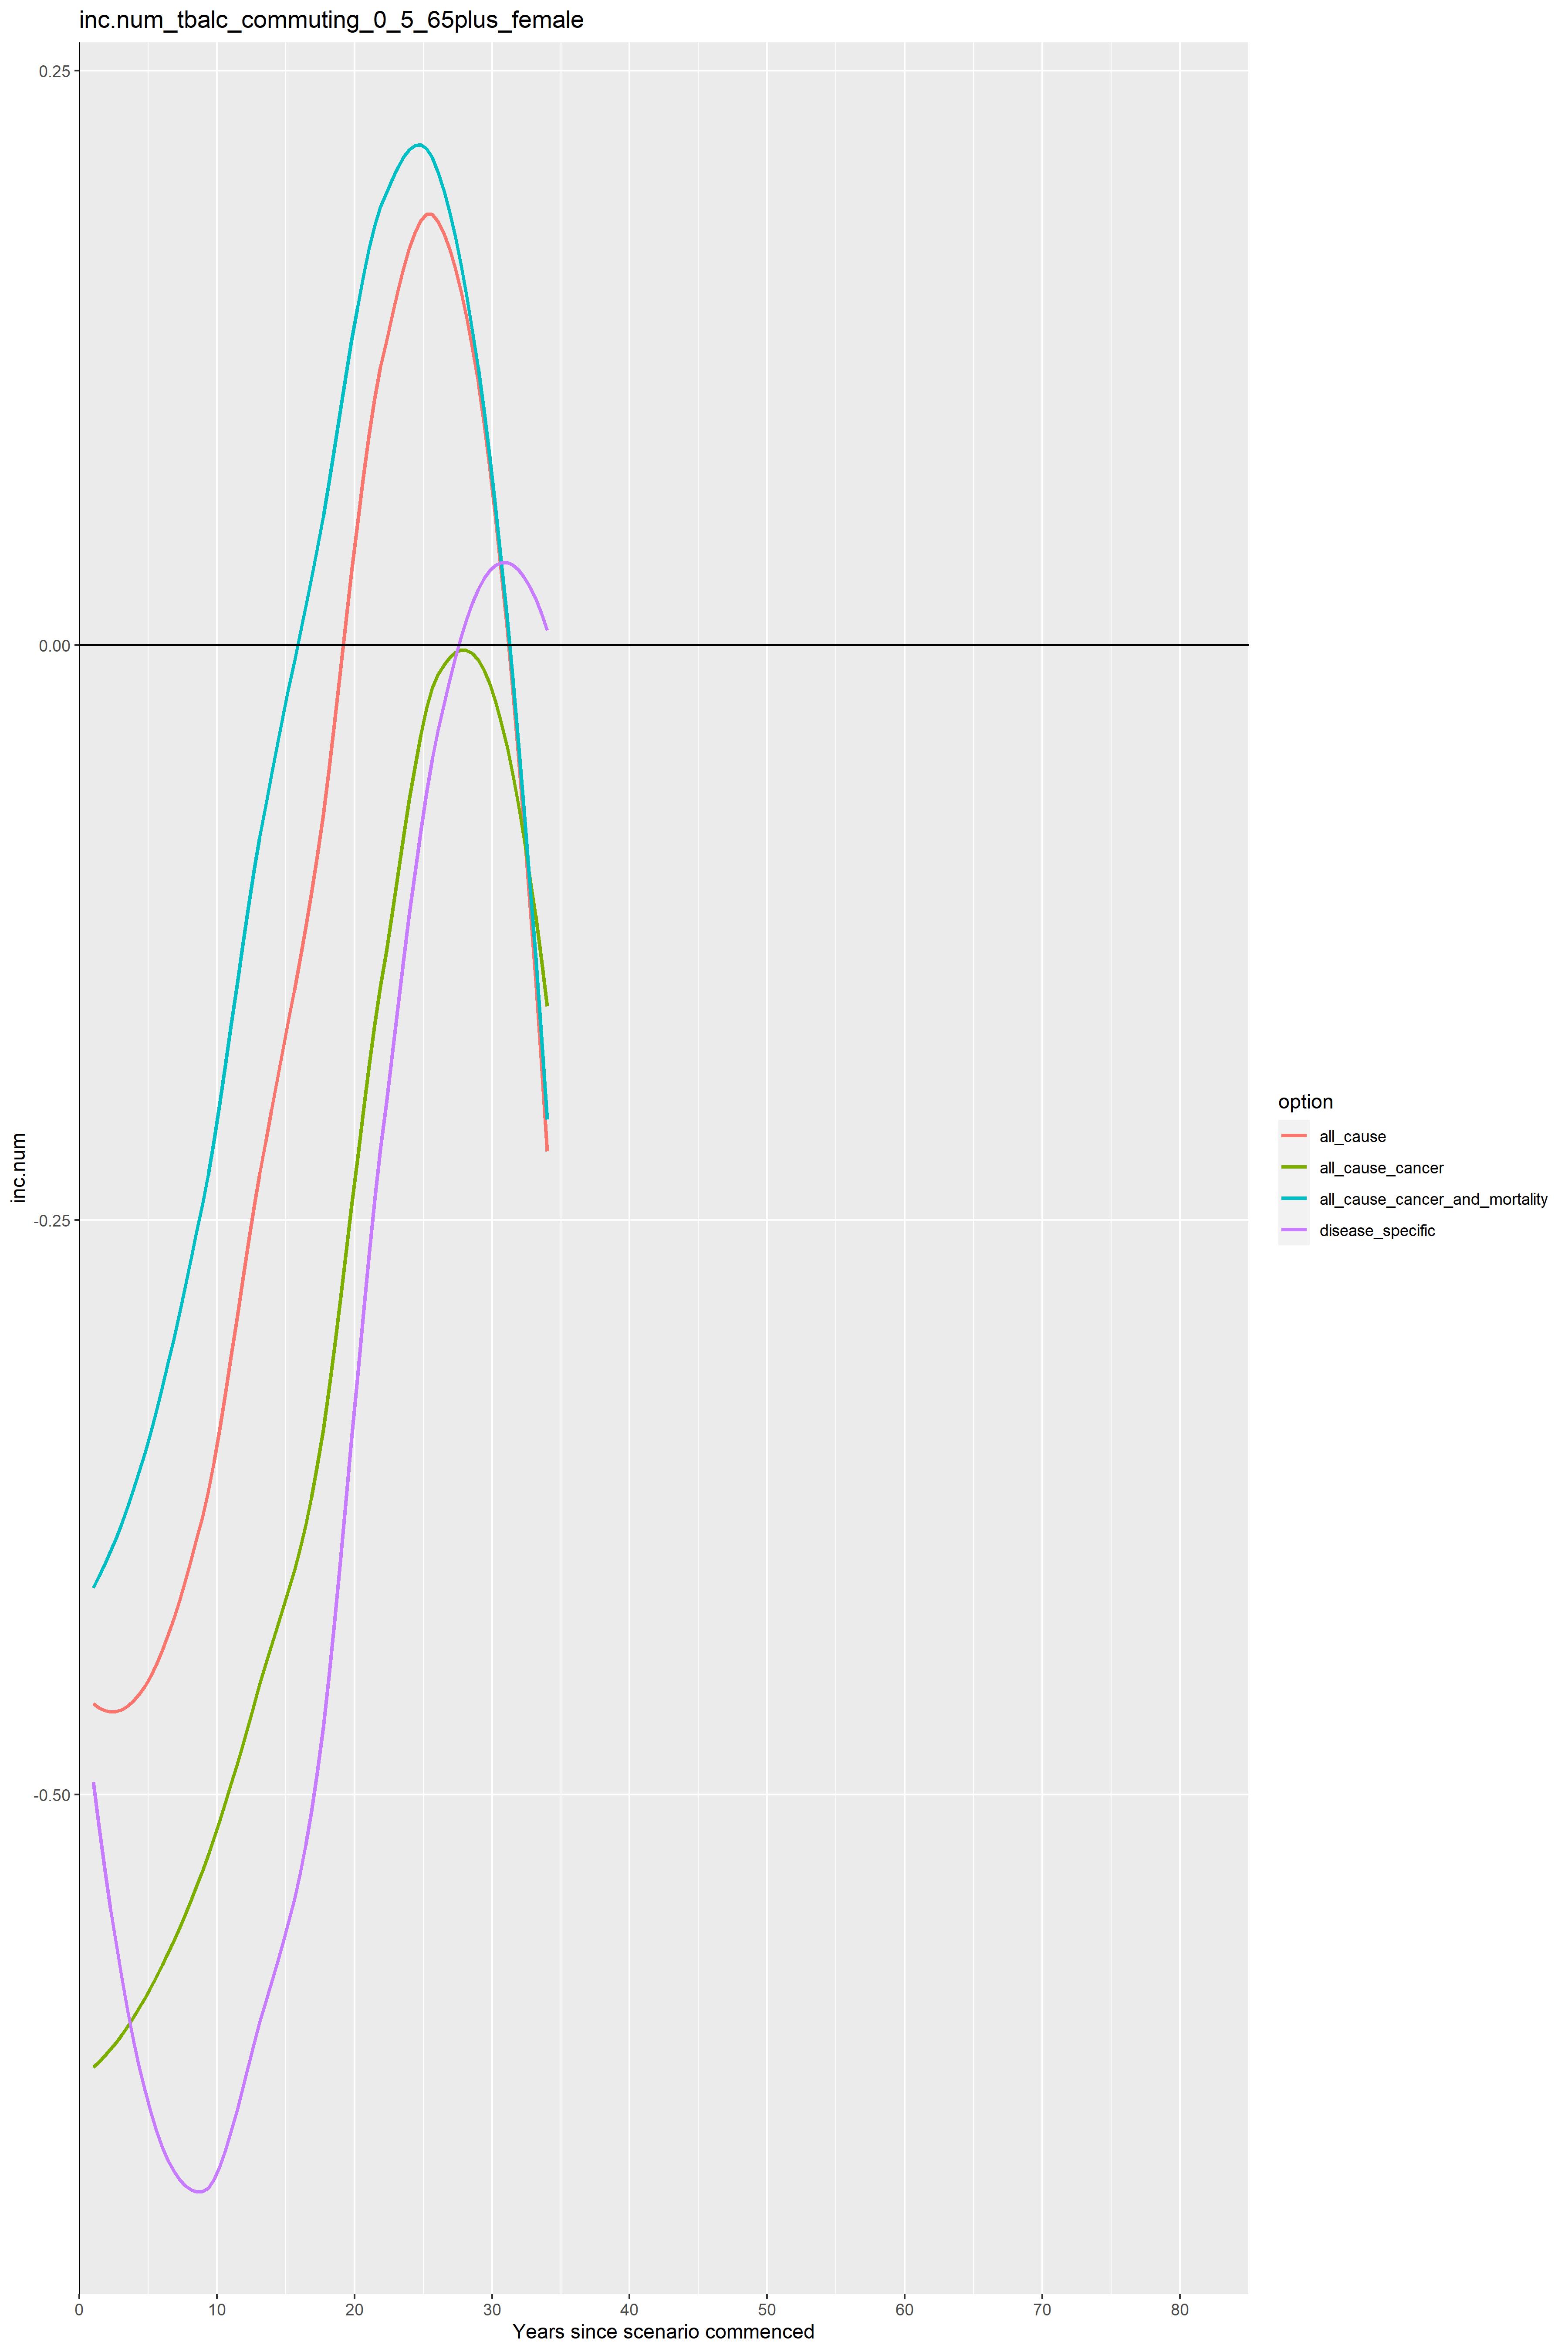 inc.num_tbalc_commuting_0_5_65plus_female
0.25
0.00
-0.25
-0.50
inc.num
0 10 20 30 40 50 60 70 80
Years since scenario commenced
option
all_cause
all_cause_cancer
all_cause_cancer_and_mortality
disease_specific